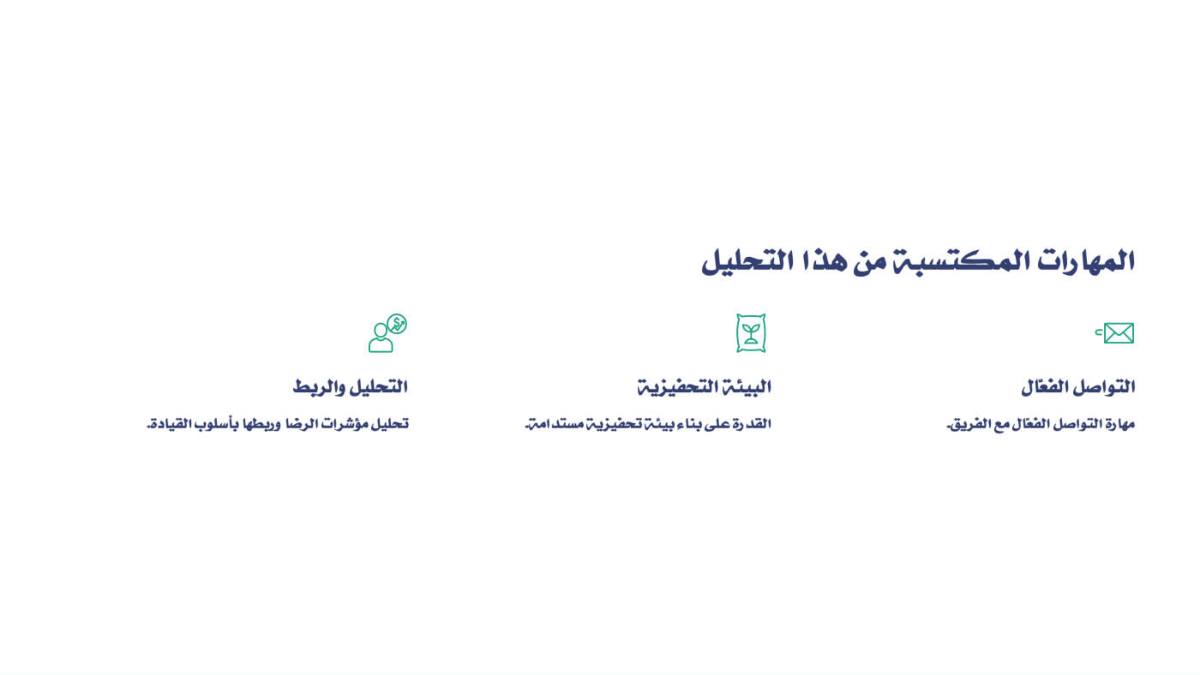 المهارات المكتسبة من هذا التحليل
التواصل الفعّال
مهارة التواصل الفعّال مع الفريق.
البيئة التحفيزية
القدرة على بناء بيئة تحفيزية مستدامة.
التحليل والربط
تحليل مؤشرات الرضا وربطها بأسلوب القيادة.